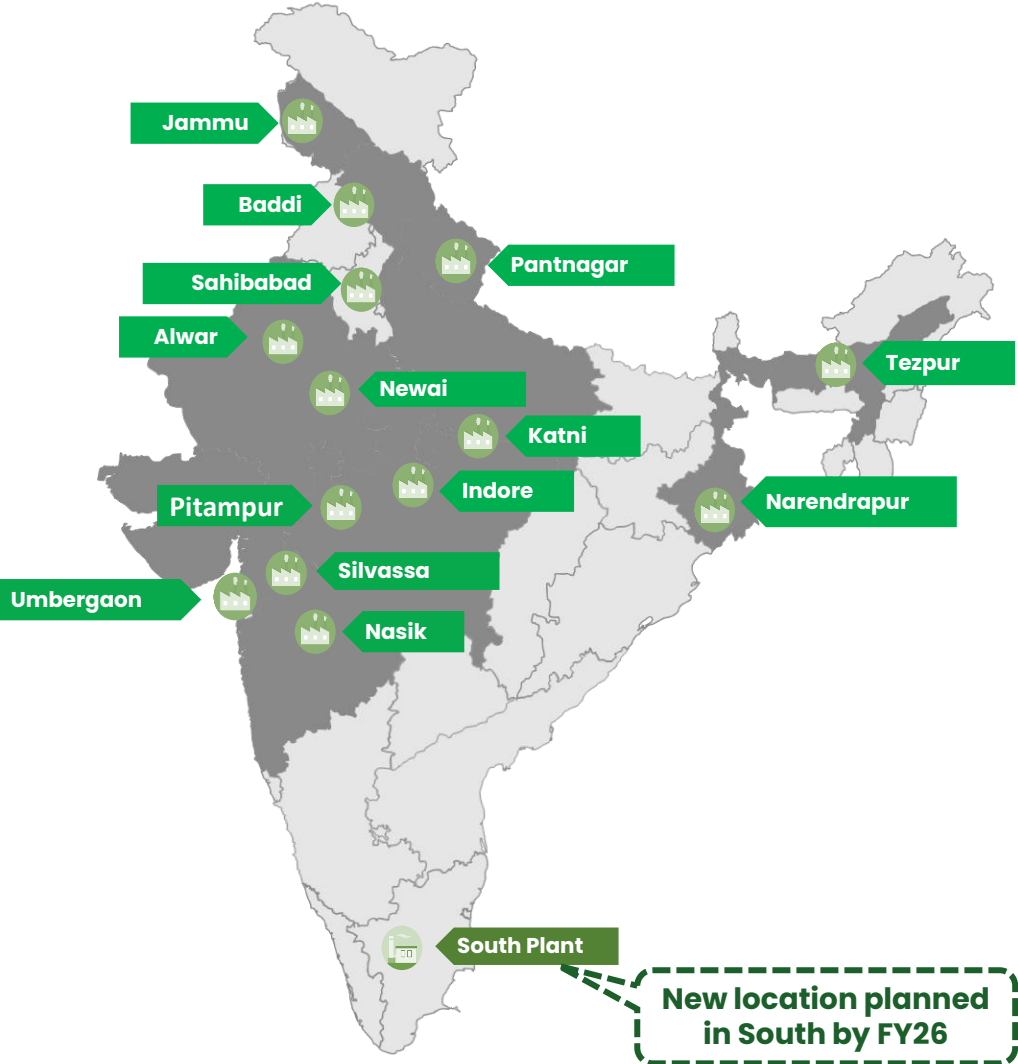 Jammu
Baddi
Pantnagar
Sahibabad
Alwar
Tezpur
Newai
Katni
Indore
Pitampur
Narendrapur
Silvassa
Umbergaon
Nasik
South Plant
New location planned
in South by FY26